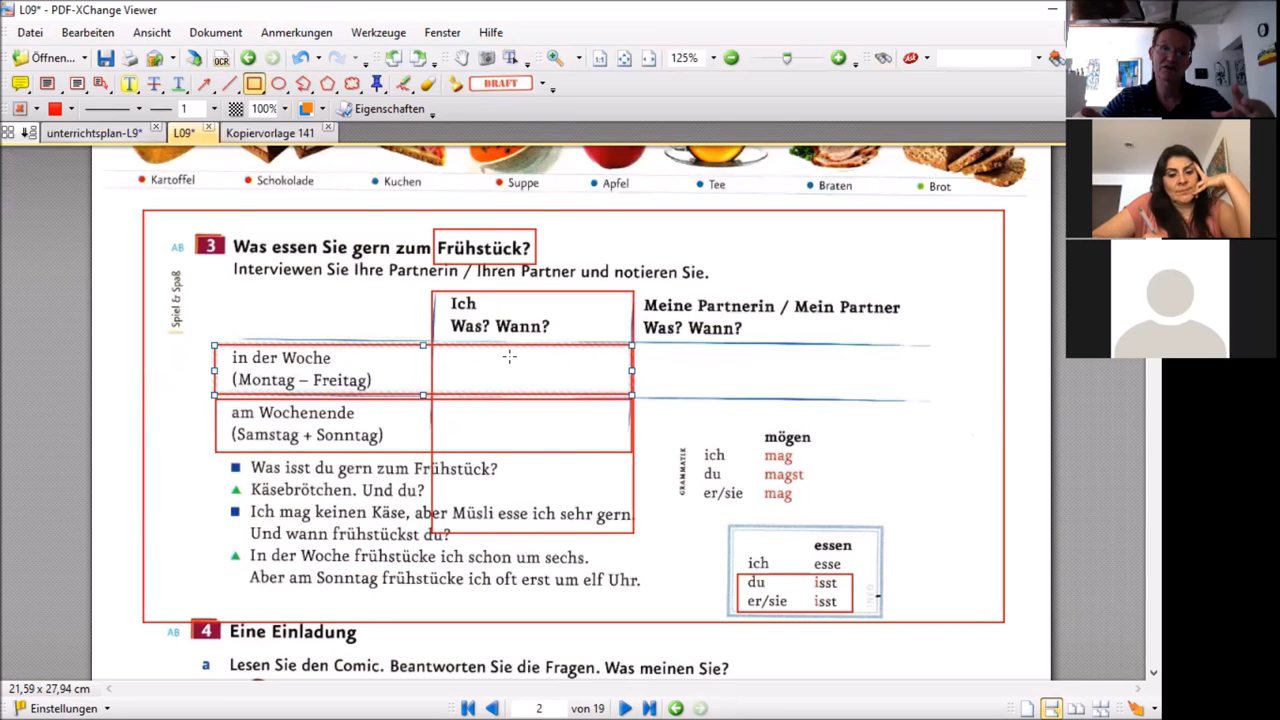 L09* - PDF-XChange Viewer
Datei Bearbeiten Ansicht Dokument Anmerkungen Werkzeuge Fenster Hilfe
Öffnen... OCR 125%
DRAFT
1 100% Eigenschaften
unterrichtsplan-L9* L09* Kopiervorlage 141
Kartoffel Schokolade Kuchen Suppe Apfel Tee Braten Brot
AB 3 Was essen Sie gern zum Frühstück?
Interviewen Sie Ihre Partnerin / Ihren Partner und notieren Sie.
Spiel & Spaß
Ich Meine Partnerin / Mein Partner
Was? Wann? Was? Wann?
in der Woche
(Montag – Freitag)
am Wochenende
(Samstag + Sonntag)
Was isst du gern zum Frühstück?
Käsebrötchen. Und du?
Ich mag keinen Käse, aber Müsli esse ich sehr gern.
Und wann frühstückst du?
In der Woche frühstücke ich schon um sechs.
Aber am Sonntag frühstücke ich oft erst um elf Uhr.
GRAMMATIK
mögen
ich mag
du magst
er/sie mag
essen
ich esse
du isst
er/sie isst
INFO
AB 4 Eine Einladung
a Lesen Sie den Comic. Beantworten Sie die Fragen. Was meinen Sie?
21,59 x 27,94 cm
Einstellungen 2 von 19